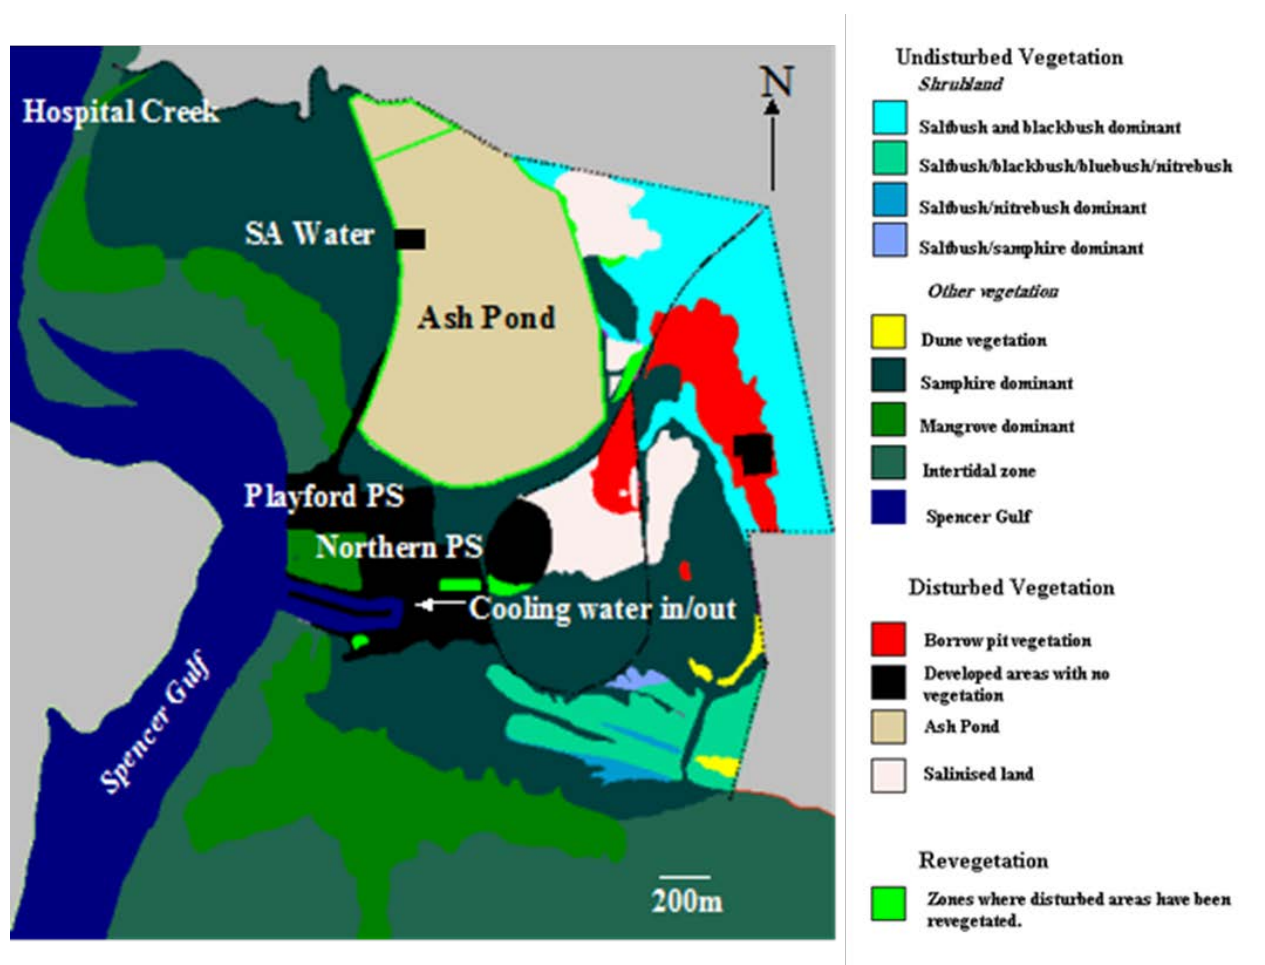 N
Hospital Creek
SA Water
Ash Pond
Playford PS
Northern PS
Cooling water in/out
Spencer Gulf
200m
Undisturbed Vegetation
Shrubland
Saltbush and blackbush dominant
Saltbush/blackbush/bluebush/nitrebush
Saltbush/nitrebush dominant
Saltbush/samphire dominant
Other vegetation
Dune vegetation
Samphire dominant
Mangrove dominant
Intertidal zone
Spencer Gulf
Disturbed Vegetation
Borrow pit vegetation
Developed areas with no
vegetation
Ash Pond
Salinised land
Revegetation
Zones where disturbed areas have been
revegetated.